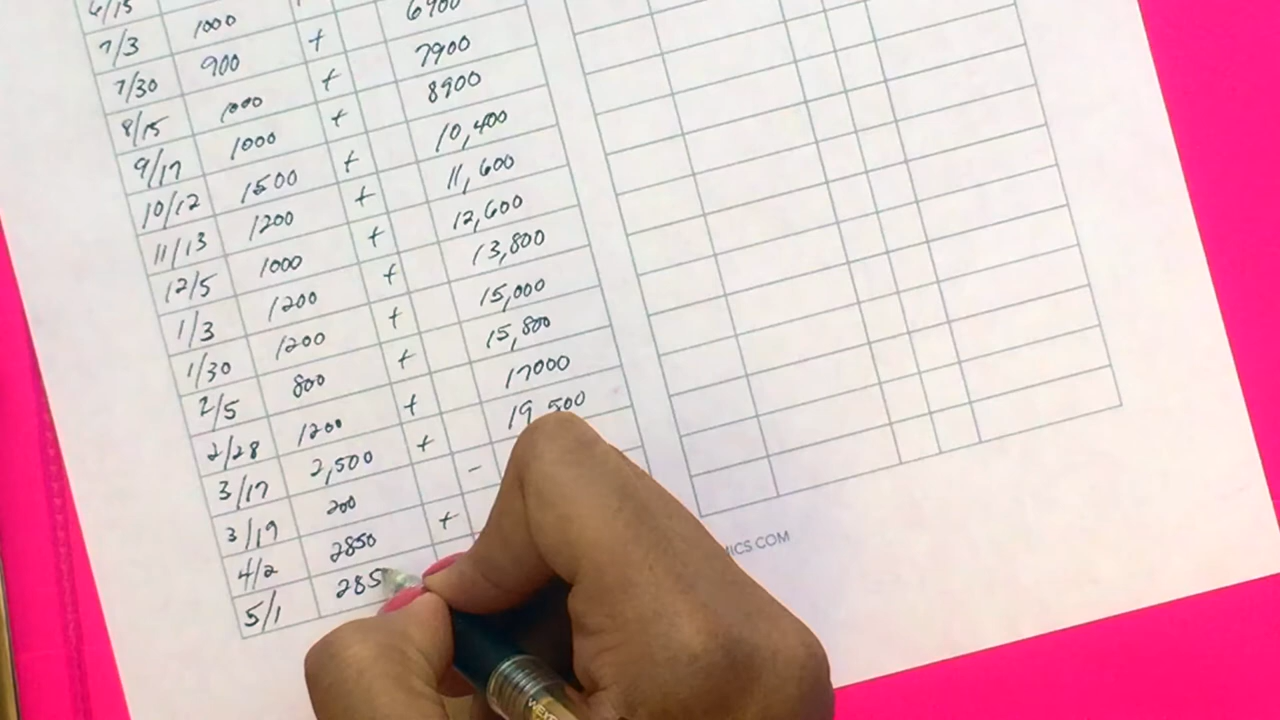 6/15
7/3 1000
7/30 900 + 6900
8/15 1000 + 7900
9/17 1000 + 8900
10/12 1500 + 10,400
11/13 1200 + 11,600
12/5 1000 + 12,600
1/3 1200 + 13,800
1/30 1200 + 15,000
2/5 800 + 15,800
2/28 1200 + 17000
3/17 2,500 + 19 500
3/19 200 -
4/2 2850 +
5/1 285
MICS.COM